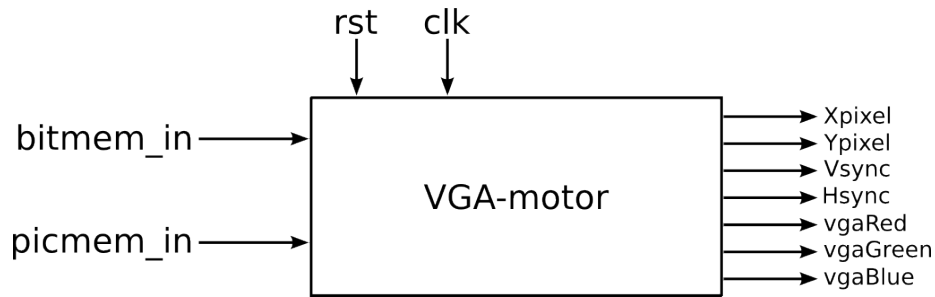 rst
clk
bitmem_in
picmem_in
VGA-motor
Xpixel
Ypixel
Vsync
Hsync
vgaRed
vgaGreen
vgaBlue